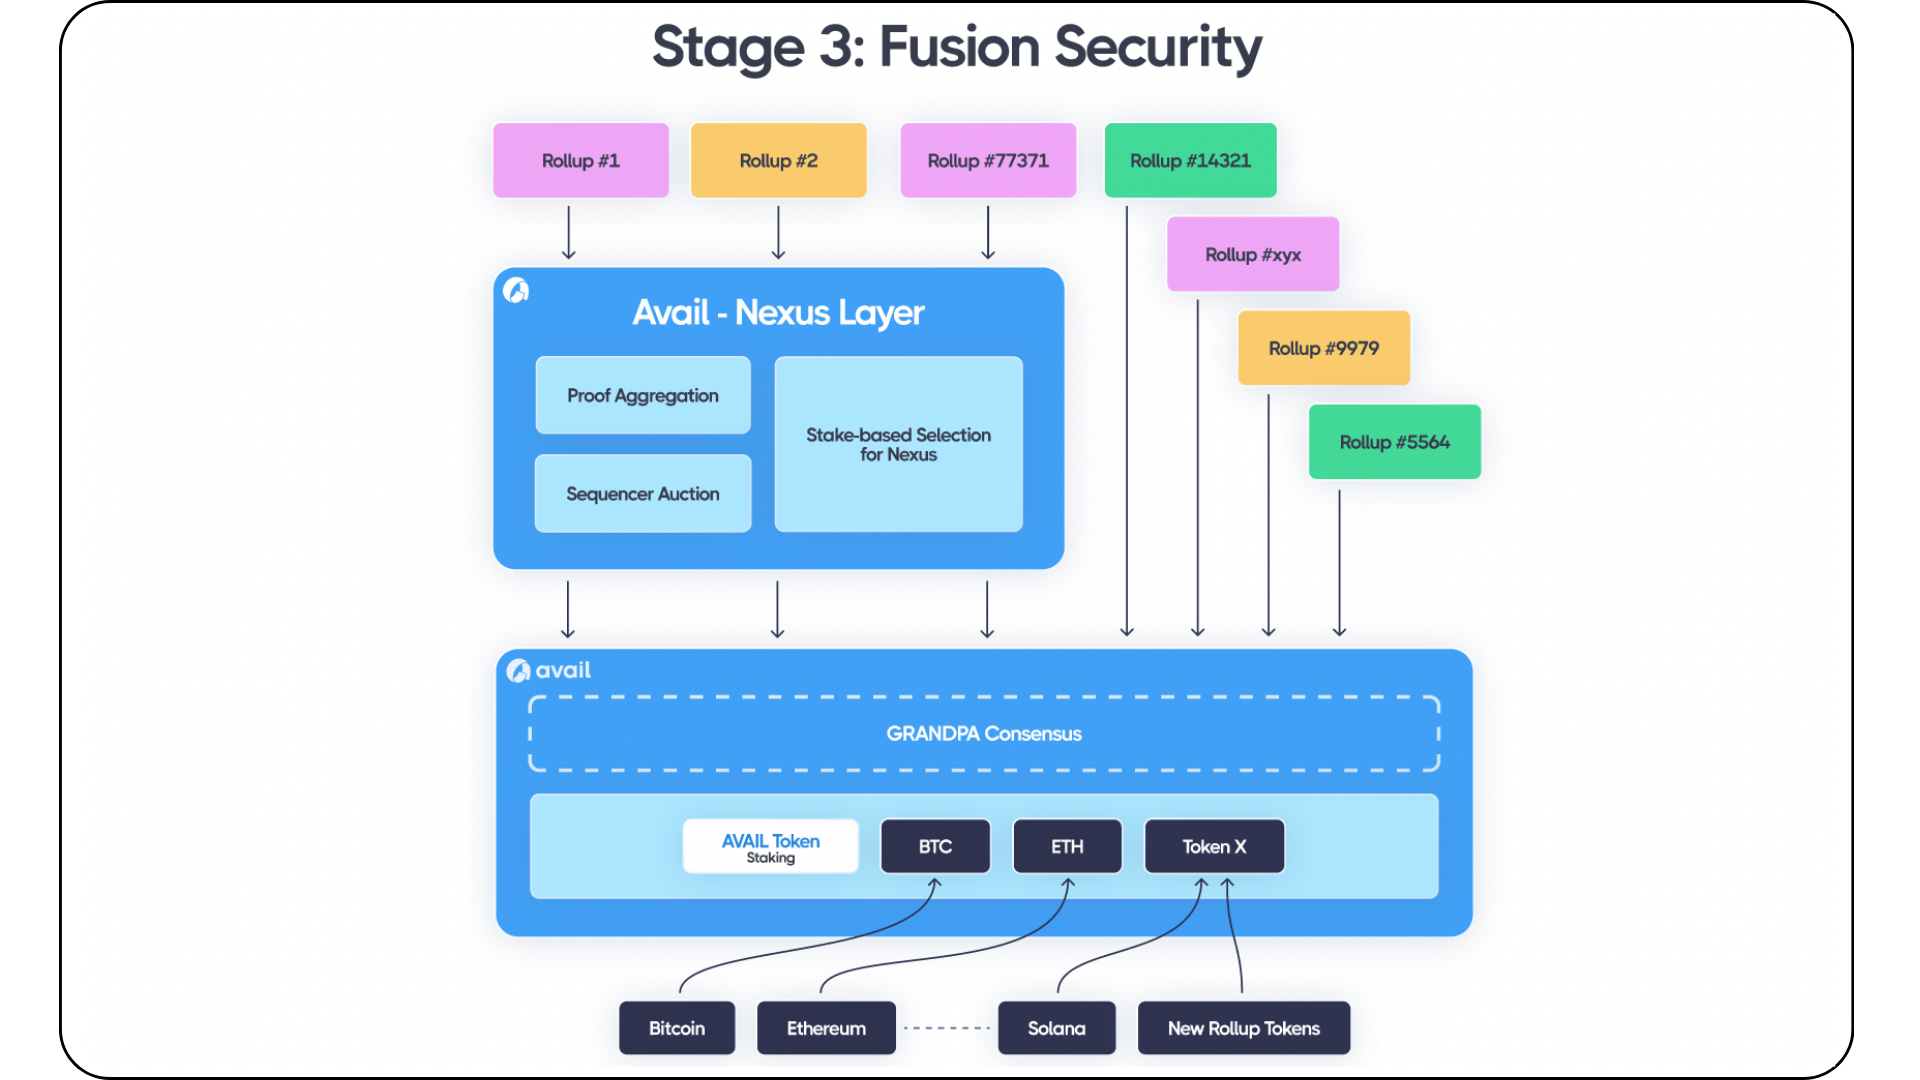 Stage 3: Fusion Security
Rollup #1
Rollup #2
Rollup #77371
Rollup #14321
Rollup #xyx
Rollup #9979
Rollup #5564
Avail - Nexus Layer
Proof Aggregation
Sequencer Auction
Stake-based Selection
for Nexus
avail
GRANDPA Consensus
AVAIL Token
Staking
BTC
ETH
Token X
Bitcoin
Ethereum
Solana
New Rollup Tokens